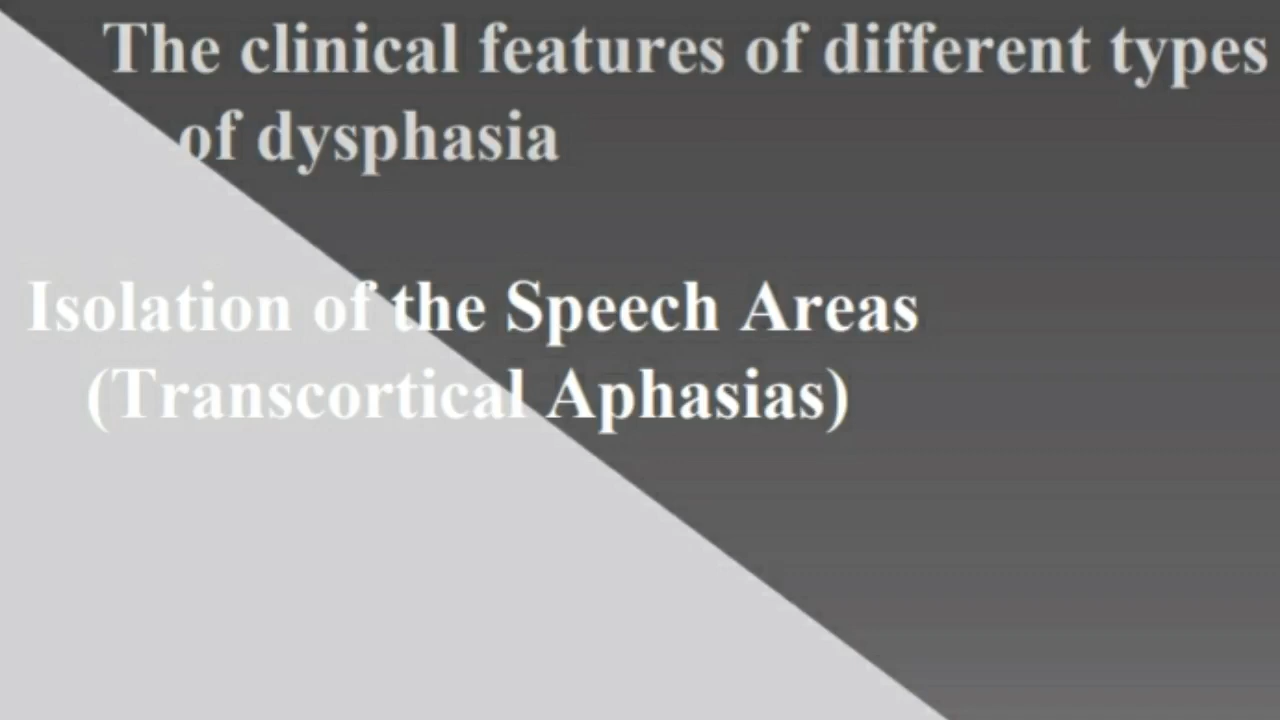 The clinical features of different types
of dysphasia
Isolation of the Speech Areas
(Transcortical Aphasias)